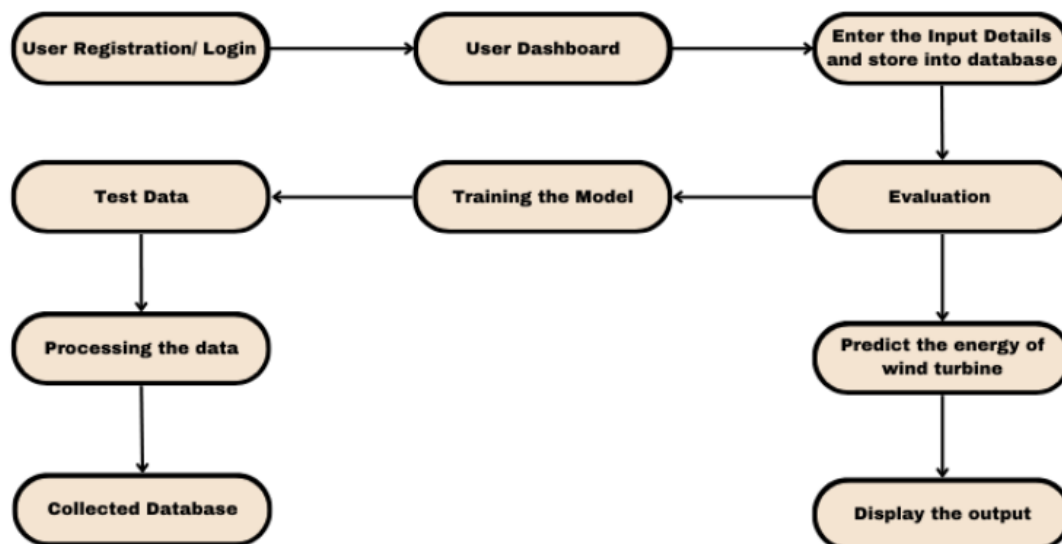 User Registration/ Login
User Dashboard
Enter the Input Details
and store into database
Test Data
Training the Model
Evaluation
Processing the data
Predict the energy of
wind turbine
Collected Database
Display the output